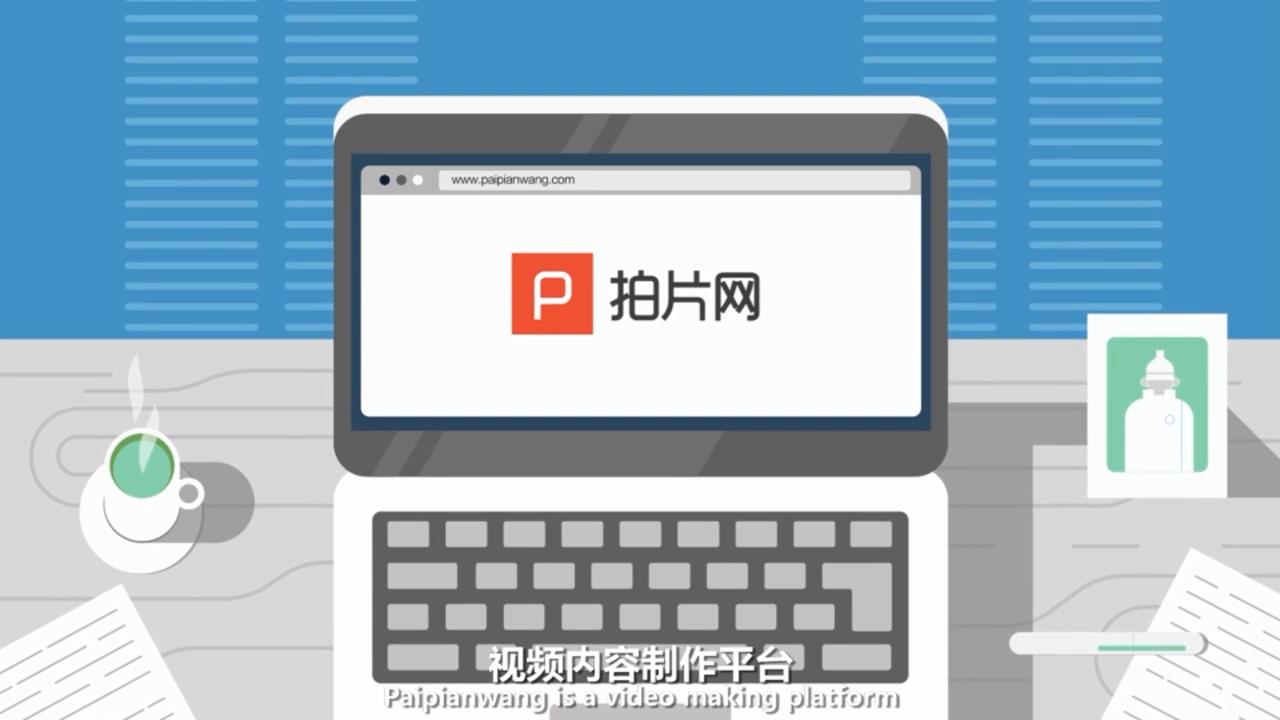 www.paipianwang.com
P 拍片网
视频内容制作平台
Paipianwang is a video making platform